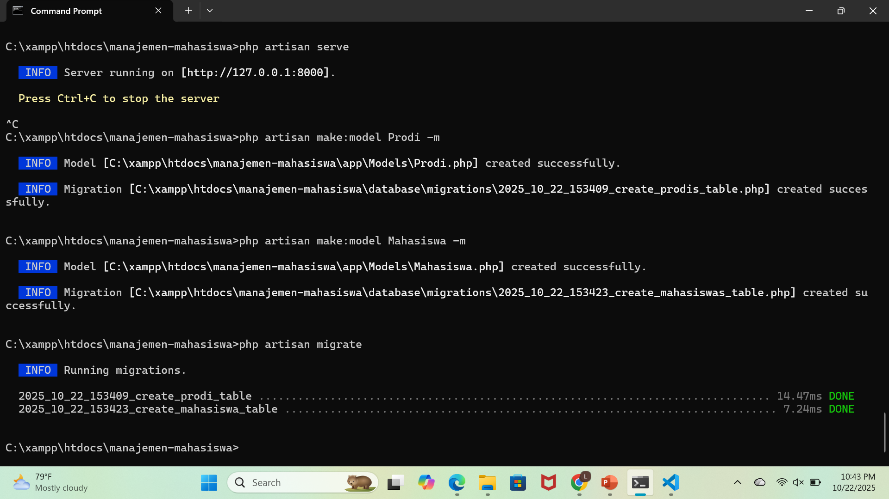 Command Prompt
C:\xampp\htdocs\manajemen-mahasiswa>php artisan serve
INFO Server running on [http://127.0.0.1:8000].
Press Ctrl+C to stop the server
^C
C:\xampp\htdocs\manajemen-mahasiswa>php artisan make:model Prodi -m
INFO Model [C:\xampp\htdocs\manajemen-mahasiswa\app\Models\Prodi.php] created successfully.
INFO Migration [C:\xampp\htdocs\manajemen-mahasiswa\database\migrations\2025_10_22_153409_create_prodis_table.php] created succes
sfully.
C:\xampp\htdocs\manajemen-mahasiswa>php artisan make:model Mahasiswa -m
INFO Model [C:\xampp\htdocs\manajemen-mahasiswa\app\Models\Mahasiswa.php] created successfully.
INFO Migration [C:\xampp\htdocs\manajemen-mahasiswa\database\migrations\2025_10_22_153423_create_mahasiswas_table.php] created su
ccessfully.
C:\xampp\htdocs\manajemen-mahasiswa>php artisan migrate
INFO Running migrations.
2025_10_22_153409_create_prodi_table ............................................................................... 14.47ms DONE
2025_10_22_153423_create_mahasiswa_table ............................................................................ 7.24ms DONE
C:\xampp\htdocs\manajemen-mahasiswa>
79°F
Mostly cloudy
Search
L
10:43 PM
10/22/2025